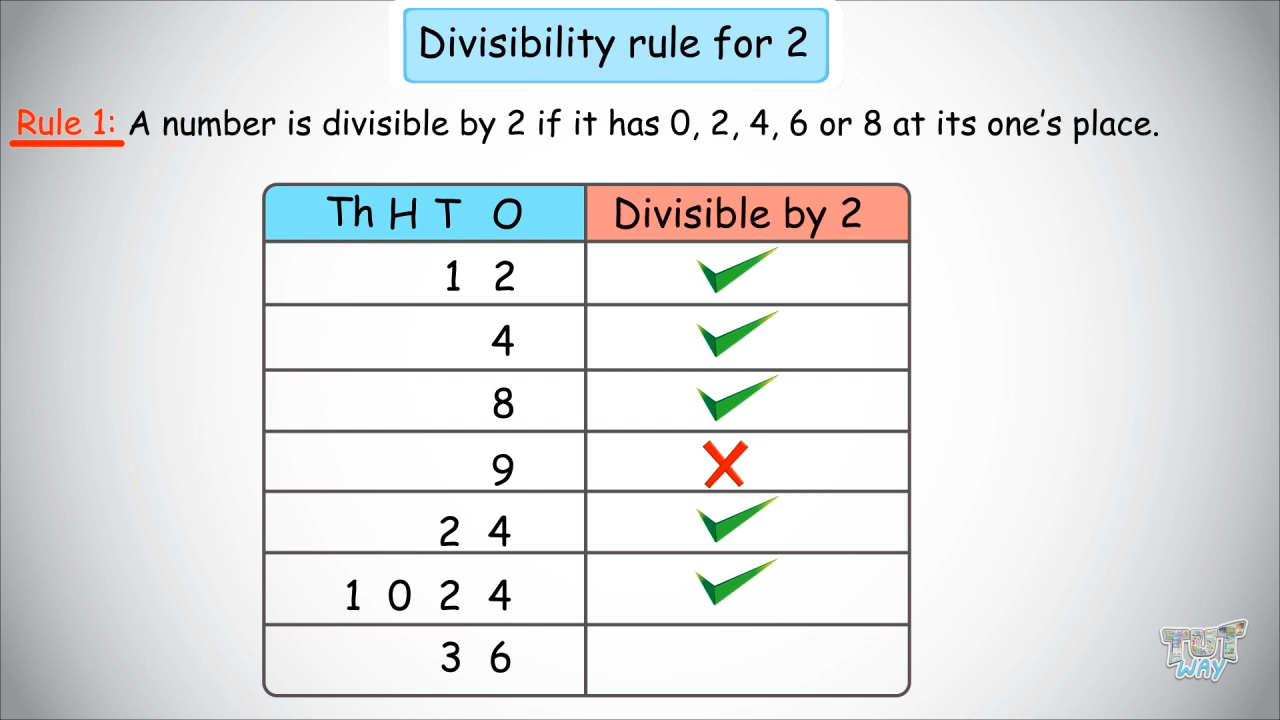 Divisibility rule for 2
Rule 1: A number is divisible by 2 if it has 0, 2, 4, 6 or 8 at its one's place.
Th H T O Divisible by 2
1 2
4
8
9
2 4
1 0 2 4
3 6
TUT
WAY